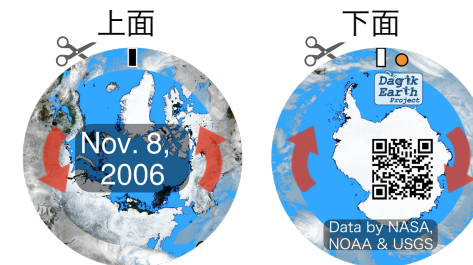 上面
下面
Dagik
Earth
Project
Nov. 8,
2006
Data by NASA,
NOAA & USGS